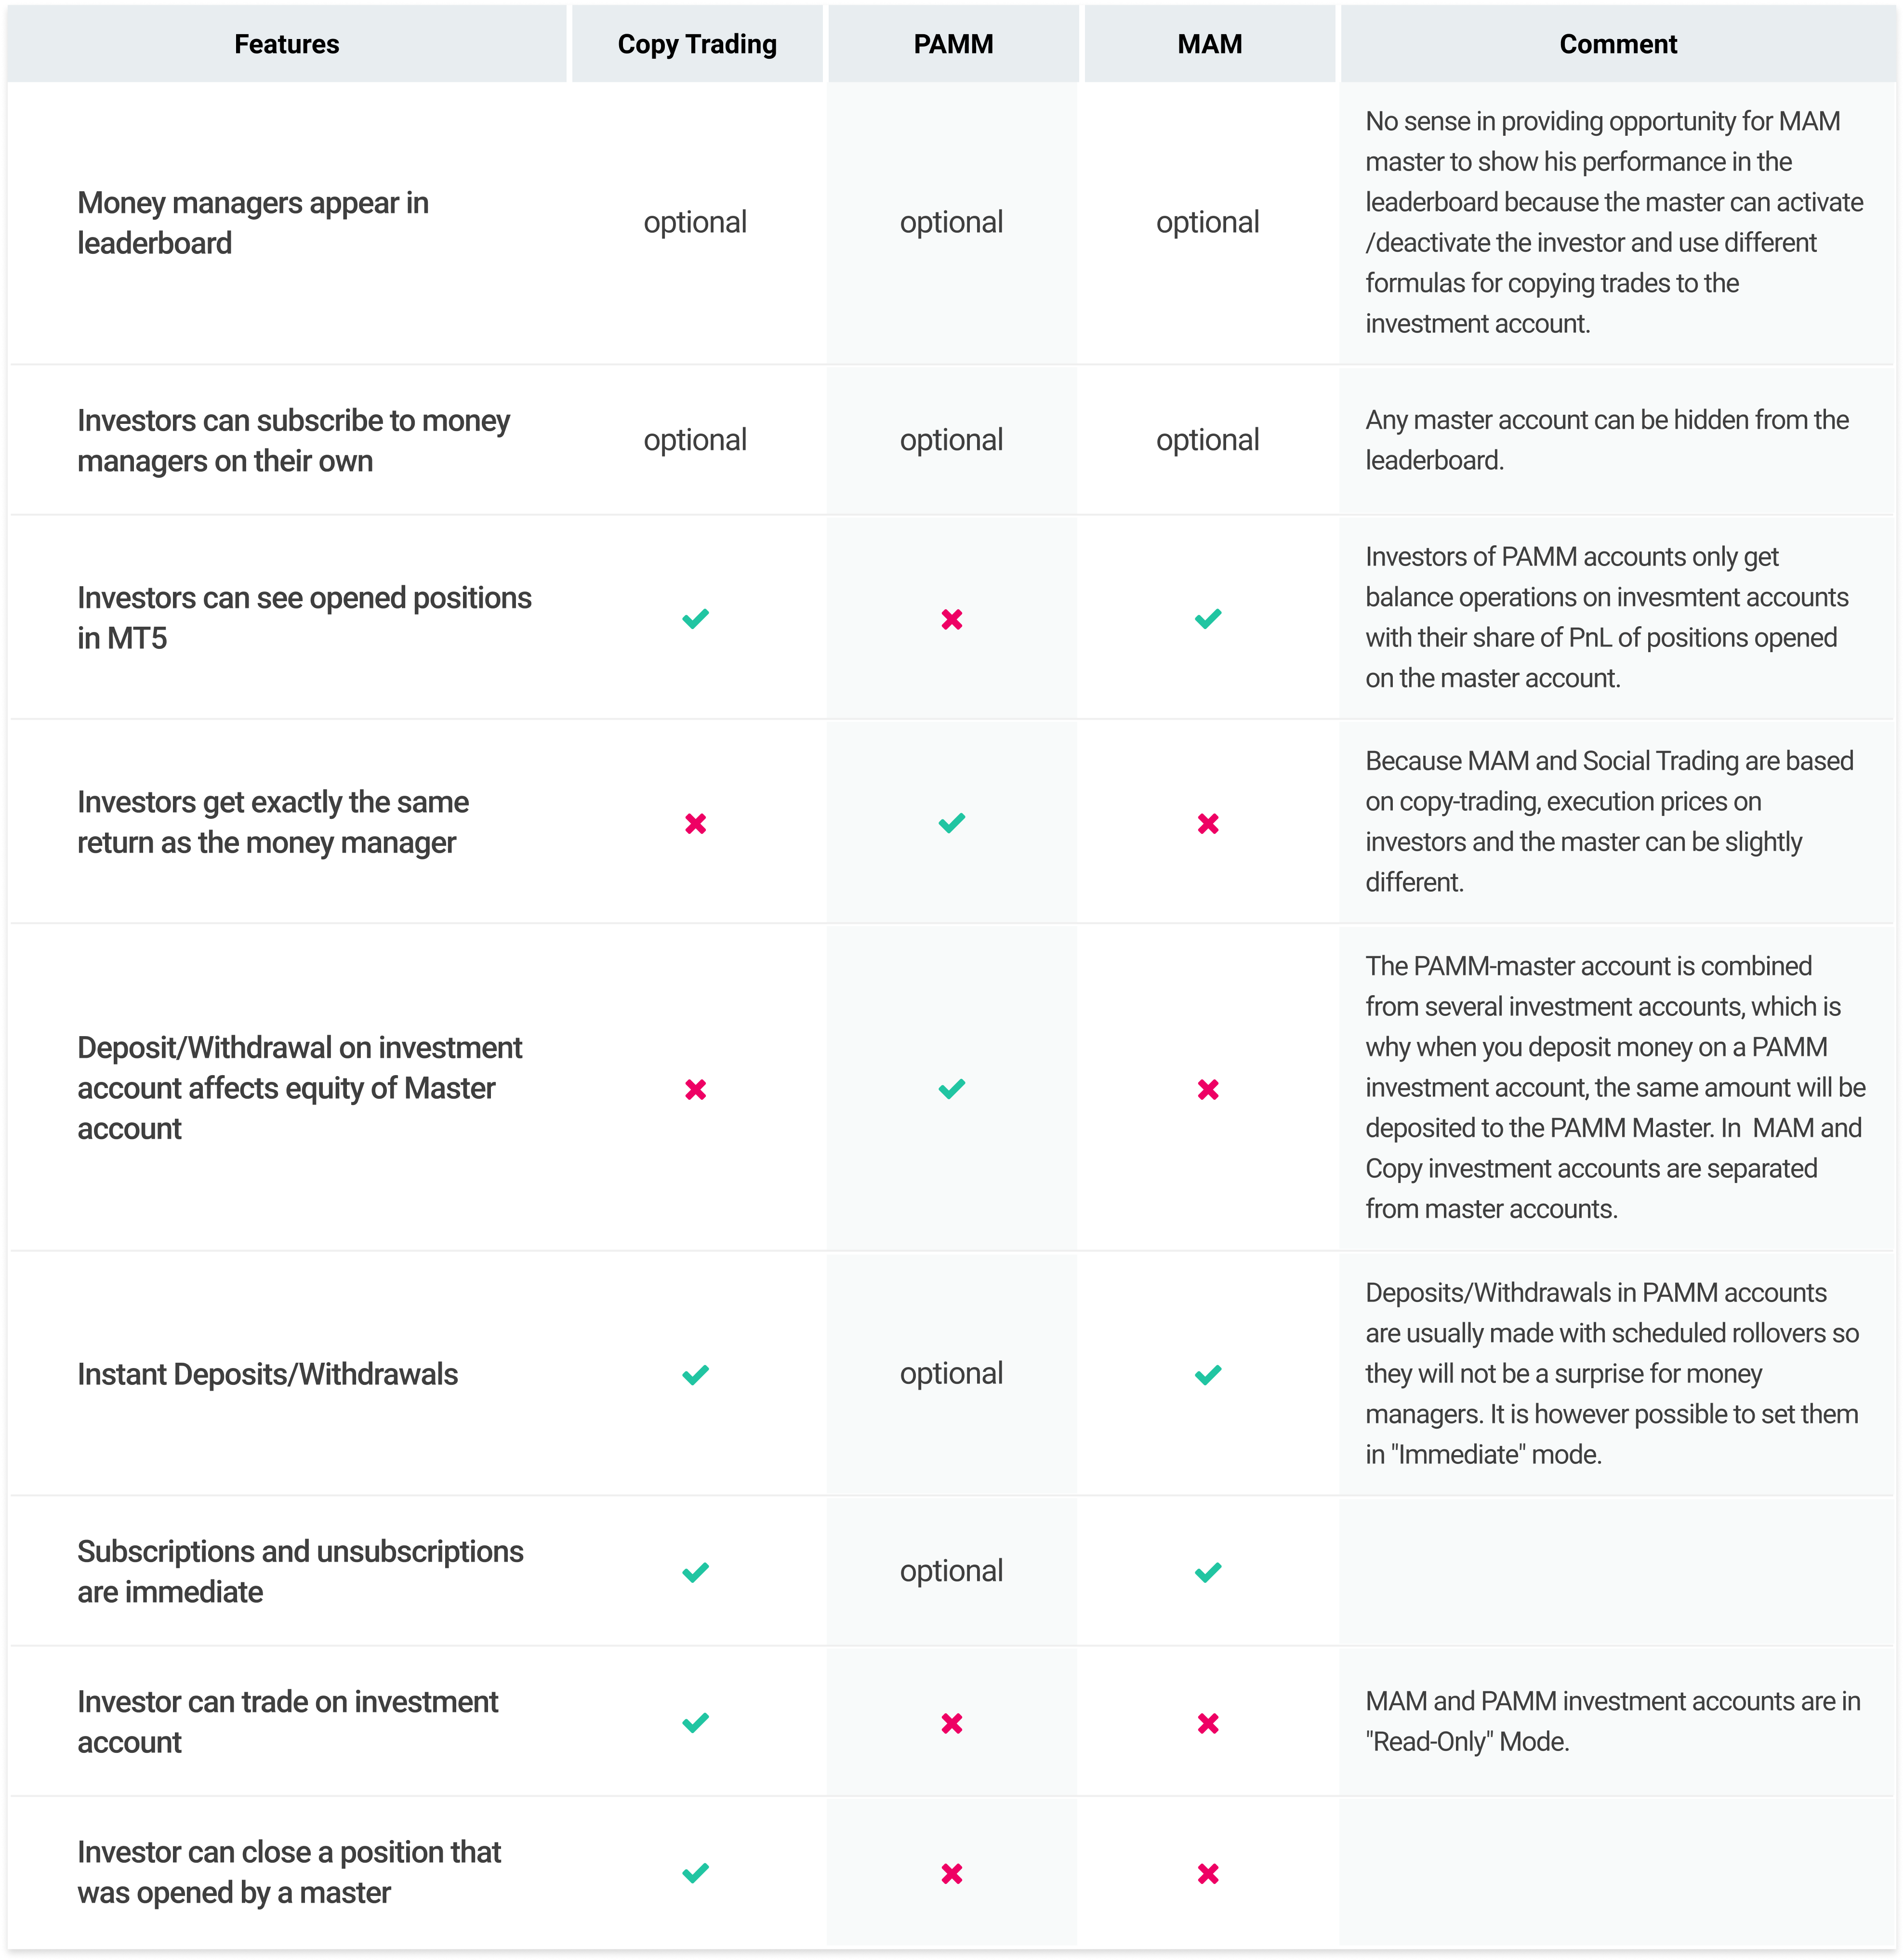 Features
Copy Trading
PAMM
MAM
Comment
Money managers appear in
leaderboard
optional
optional
optional
No sense in providing opportunity for MAM
master to show his performance in the
leaderboard because the master can activate
/deactivate the investor and use different
formulas for copying trades to the
investment account.
Investors can subscribe to money
managers on their own
optional
optional
optional
Any master account can be hidden from the
leaderboard.
Investors can see opened positions
in MT5
Investors of PAMM accounts only get
balance operations on invesmtent accounts
with their share of PnL of positions opened
on the master account.
Investors get exactly the same
return as the money manager
Because MAM and Social Trading are based
on copy-trading, execution prices on
investors and the master can be slightly
different.
Deposit/Withdrawal on investment
account affects equity of Master
account
The PAMM-master account is combined
from several investment accounts, which is
why when you deposit money on a PAMM
investment account, the same amount will be
deposited to the PAMM Master. In  MAM and
Copy investment accounts are separated
from master accounts.
Instant Deposits/Withdrawals
optional
Deposits/Withdrawals in PAMM accounts
are usually made with scheduled rollovers so
they will not be a surprise for money
managers. It is however possible to set them
in "Immediate" mode.
Subscriptions and unsubscriptions
are immediate
optional
Investor can trade on investment
account
MAM and PAMM investment accounts are in
"Read-Only" Mode.
Investor can close a position that
was opened by a master